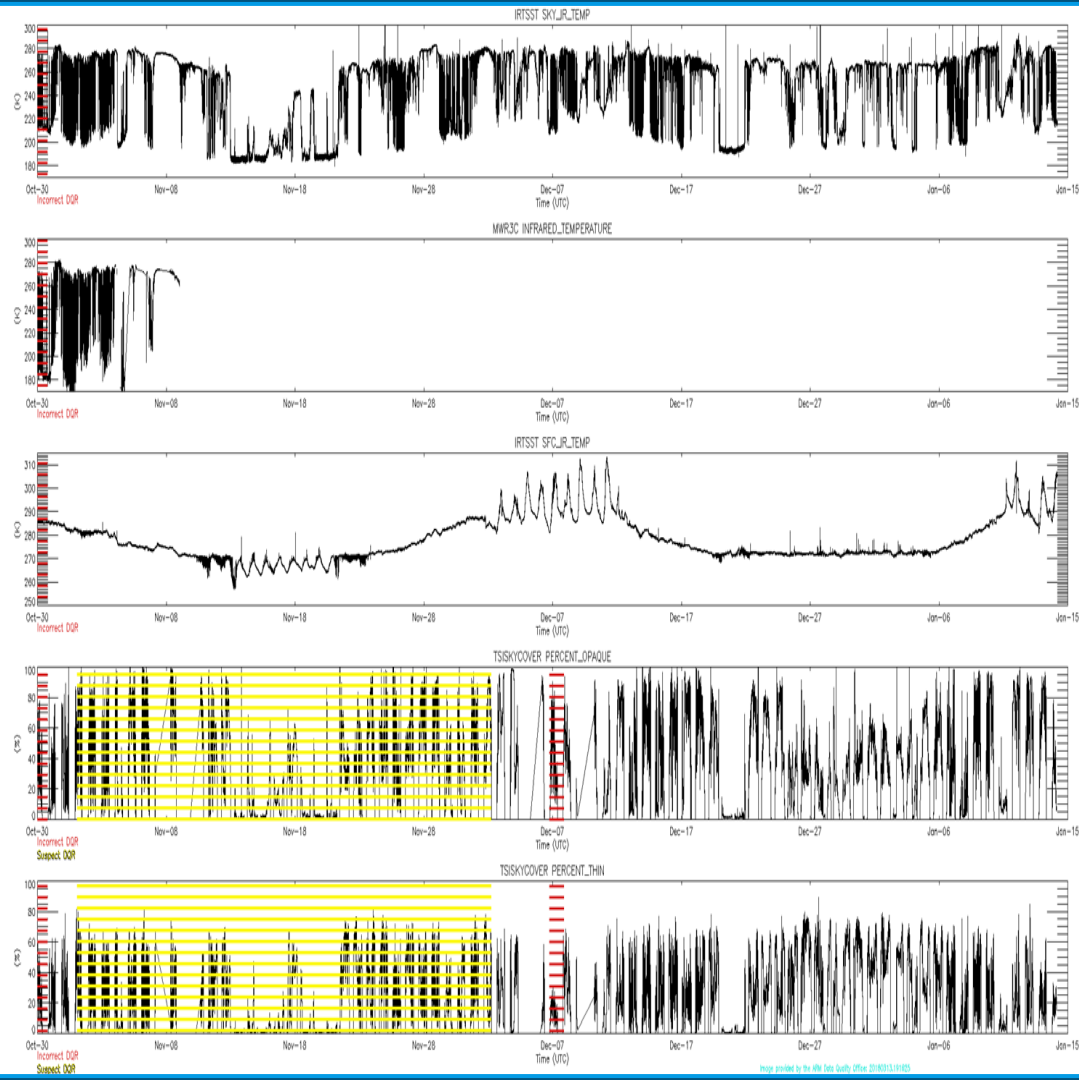 IRTSST SKY_IR_TEMP
300
280
260
240
220
200
180
(K)
Oct-30 Nov-08 Nov-18 Nov-28 Dec-07 Dec-17 Dec-27 Jan-06 Jan-15
Time (UTC)
Incorrect DQR
MWR3C INFRARED_TEMPERATURE
300
280
260
240
220
200
180
(K)
Oct-30 Nov-08 Nov-18 Nov-28 Dec-07 Dec-17 Dec-27 Jan-06 Jan-15
Time (UTC)
Incorrect DQR
IRTSST SFC_IR_TEMP
310
300
290
280
270
260
250
(K)
Oct-30 Nov-08 Nov-18 Nov-28 Dec-07 Dec-17 Dec-27 Jan-06 Jan-15
Time (UTC)
Incorrect DQR
TSISKYCOVER PERCENT_OPAQUE
100
80
60
40
20
0
(%)
Oct-30 Nov-08 Nov-18 Nov-28 Dec-07 Dec-17 Dec-27 Jan-06 Jan-15
Time (UTC)
Incorrect DQR
Suspect DQR
TSISKYCOVER PERCENT_THIN
100
80
60
40
20
0
(%)
Oct-30 Nov-08 Nov-18 Nov-28 Dec-07 Dec-17 Dec-27 Jan-06 Jan-15
Time (UTC)
Incorrect DQR
Suspect DQR
Image provided by the ARM Data Quality Office: